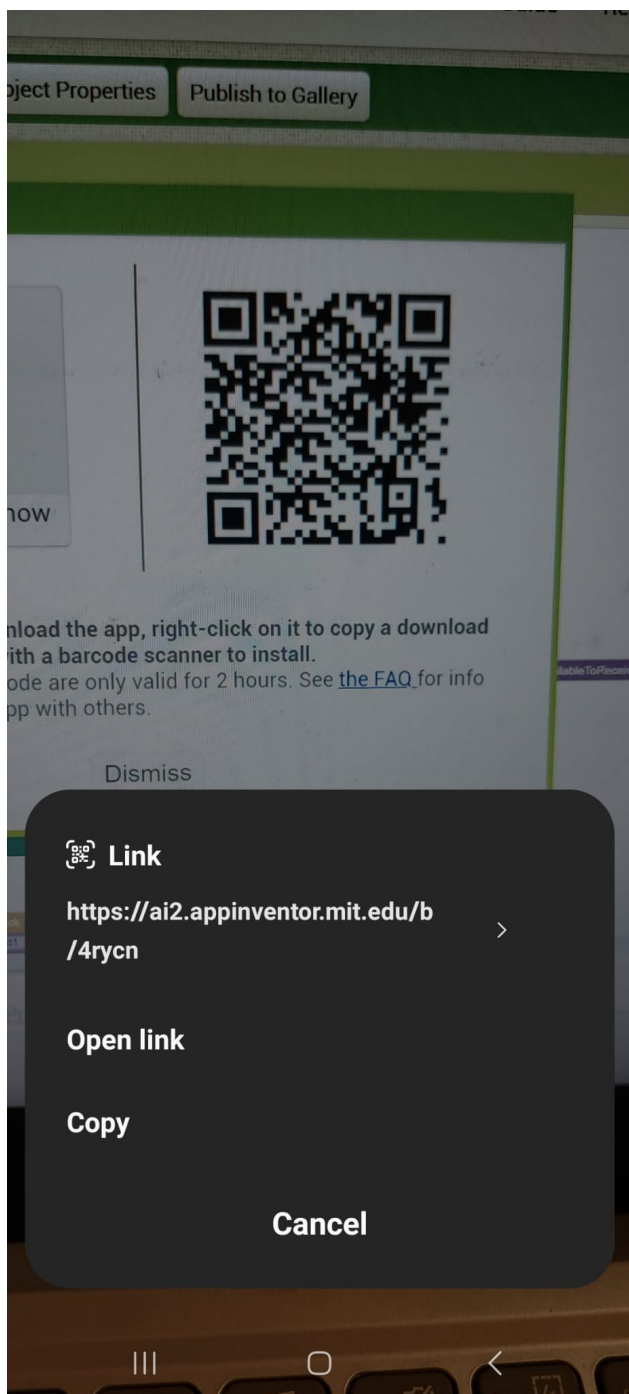 oject Properties
Publish to Gallery
now
nload the app, right-click on it to copy a download
ith a barcode scanner to install.
ode are only valid for 2 hours. See the FAQ for info
pp with others.
lableToRecei
Dismiss
Link
https://ai2.appinventor.mit.edu/b
/4rycn
Open link
Copy
Cancel